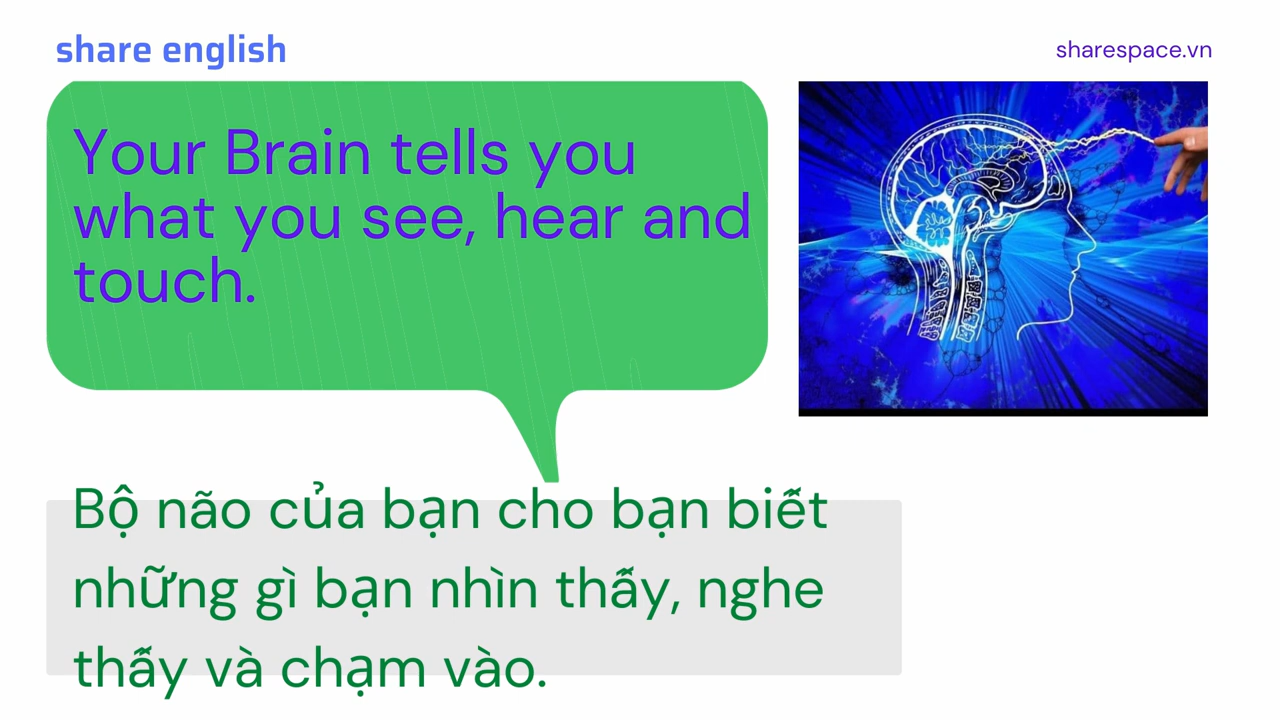 share english
sharespace.vn
Your Brain tells you
what you see, hear and
touch.
Bộ não của bạn cho bạn biết
những gì bạn nhìn thấy, nghe
thấy và chạm vào.